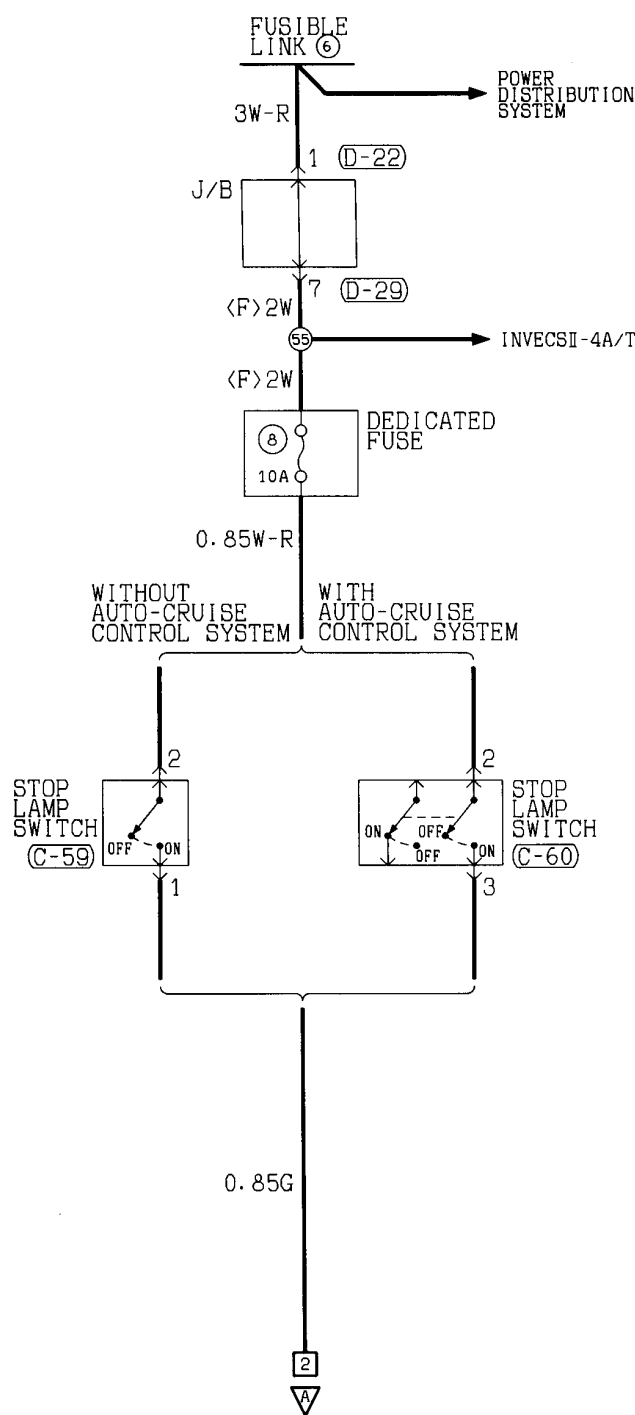 FUSIBLE
LINK ⑥
POWER
DISTRIBUTION
SYSTEM
3W-R
1 D-22
J/B
7 D-29
<F>2W
55
INVECSⅡ-4A/T
<F>2W
DEDICATED
FUSE
8
10A
0.85W-R
WITHOUT
AUTO-CRUISE
CONTROL SYSTEM
WITH
AUTO-CRUISE
CONTROL SYSTEM
2
2
STOP
LAMP
SWITCH
C-59
OFF
ON
ON
OFF
OFF
ON
STOP
LAMP
SWITCH
C-60
1
3
0.85G
2
A